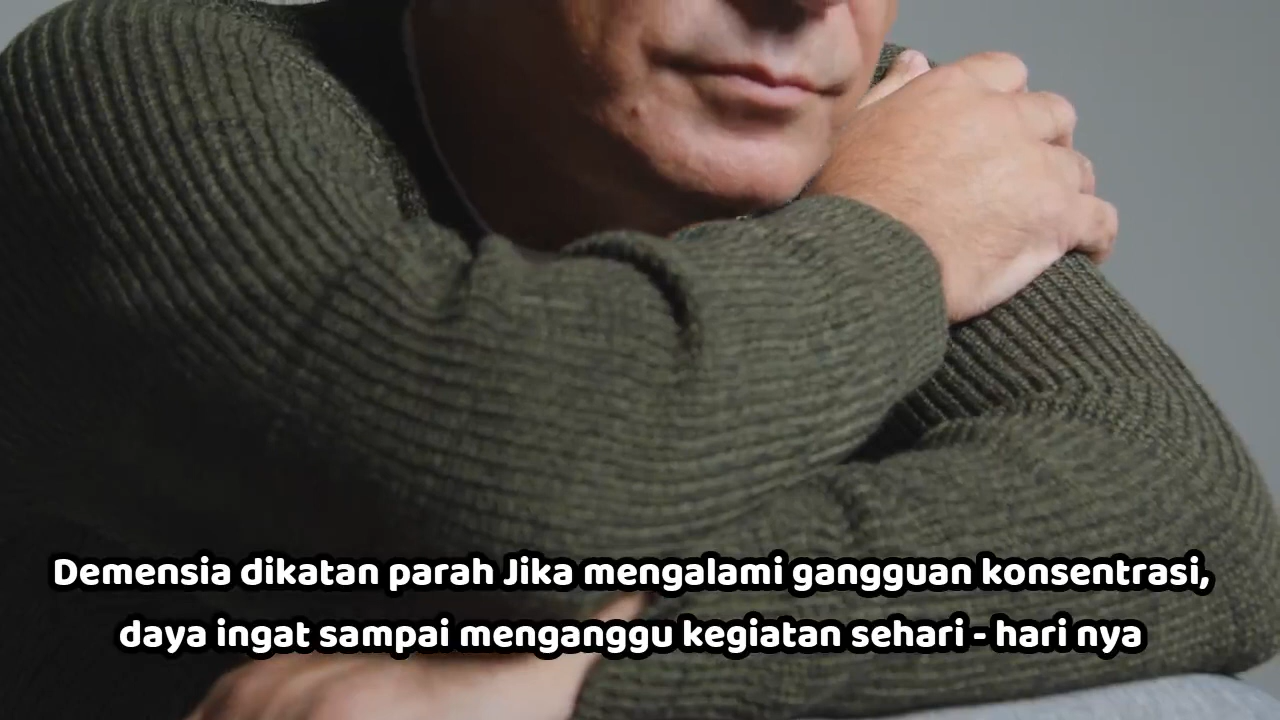 Demensia dikatan parah Jika mengalami gangguan konsentrasi,
daya ingat sampai menganggu kegiatan sehari - hari nya